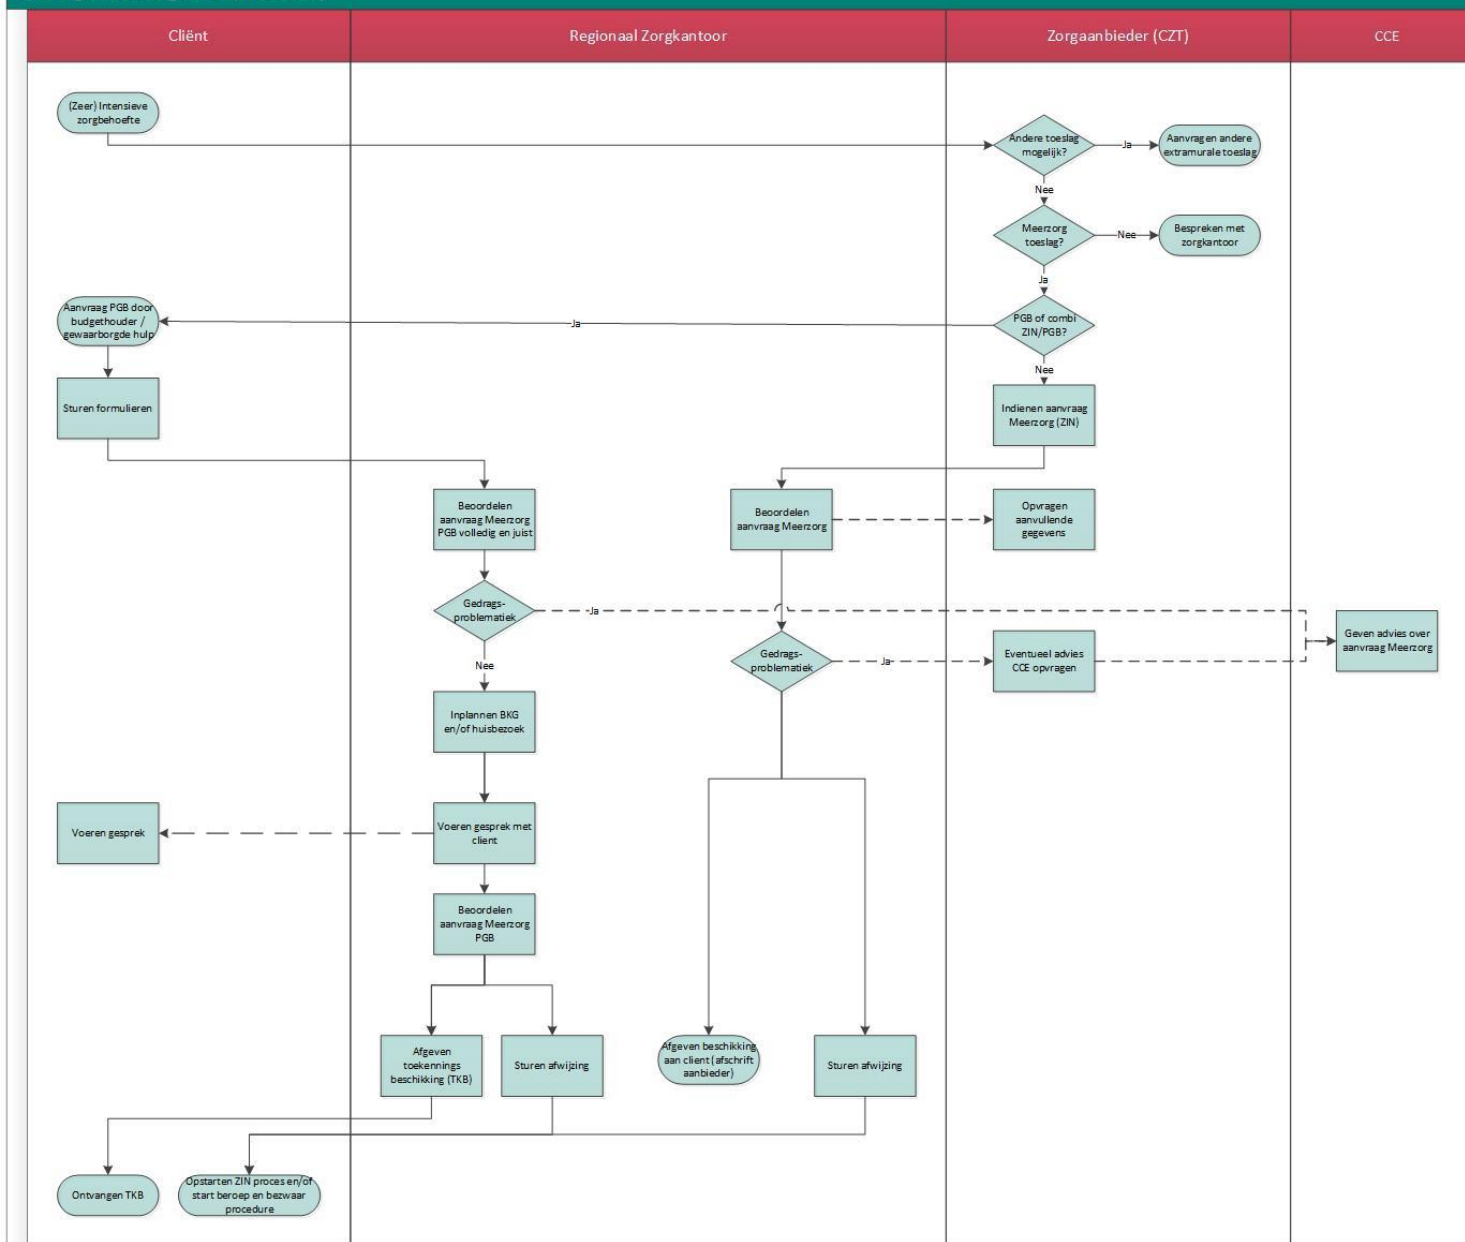 Cliënt
Regionaal Zorgkantoor
Zorgaanbieder (CZT)
CCE
(Zeer) Intensieve
zorgbehoefte
Andere toeslag
mogelijk?
Ja
Aanvragen andere
extramurale toeslag
Nee
Meerzorg
toeslag?
Nee
Bespreken met
zorgkantoor
Ja
Aanvraag PGB door
budgethouder /
gewaarborgde hulp
Ja
PGB of combi
ZIN/PGB?
Nee
Sturen formulieren
Indienen aanvraag
Meerzorg (ZIN)
Beoordelen
aanvraag Meerzorg
PGB volledig en juist
Beoordelen
aanvraag Meerzorg
Opvragen
aanvullende
gegevens
Gedrags-
problematiek
Ja
Geven advies over
aanvraag Meerzorg
Nee
Gedrags-
problematiek
Ja
Eventueel advies
CCE opvragen
Inplannen BKG
en/of huisbezoek
Voeren gesprek
Voeren gesprek met
client
Beoordelen
aanvraag Meerzorg
PGB
Afgeven
toekennings
beschikking (TKB)
Sturen afwijzing
Afgeven beschikking
aan client (afschrift
aanbieder)
Sturen afwijzing
Ontvangen TKB
Opstarten ZIN proces en/of
start beroep en bezwaar
procedure